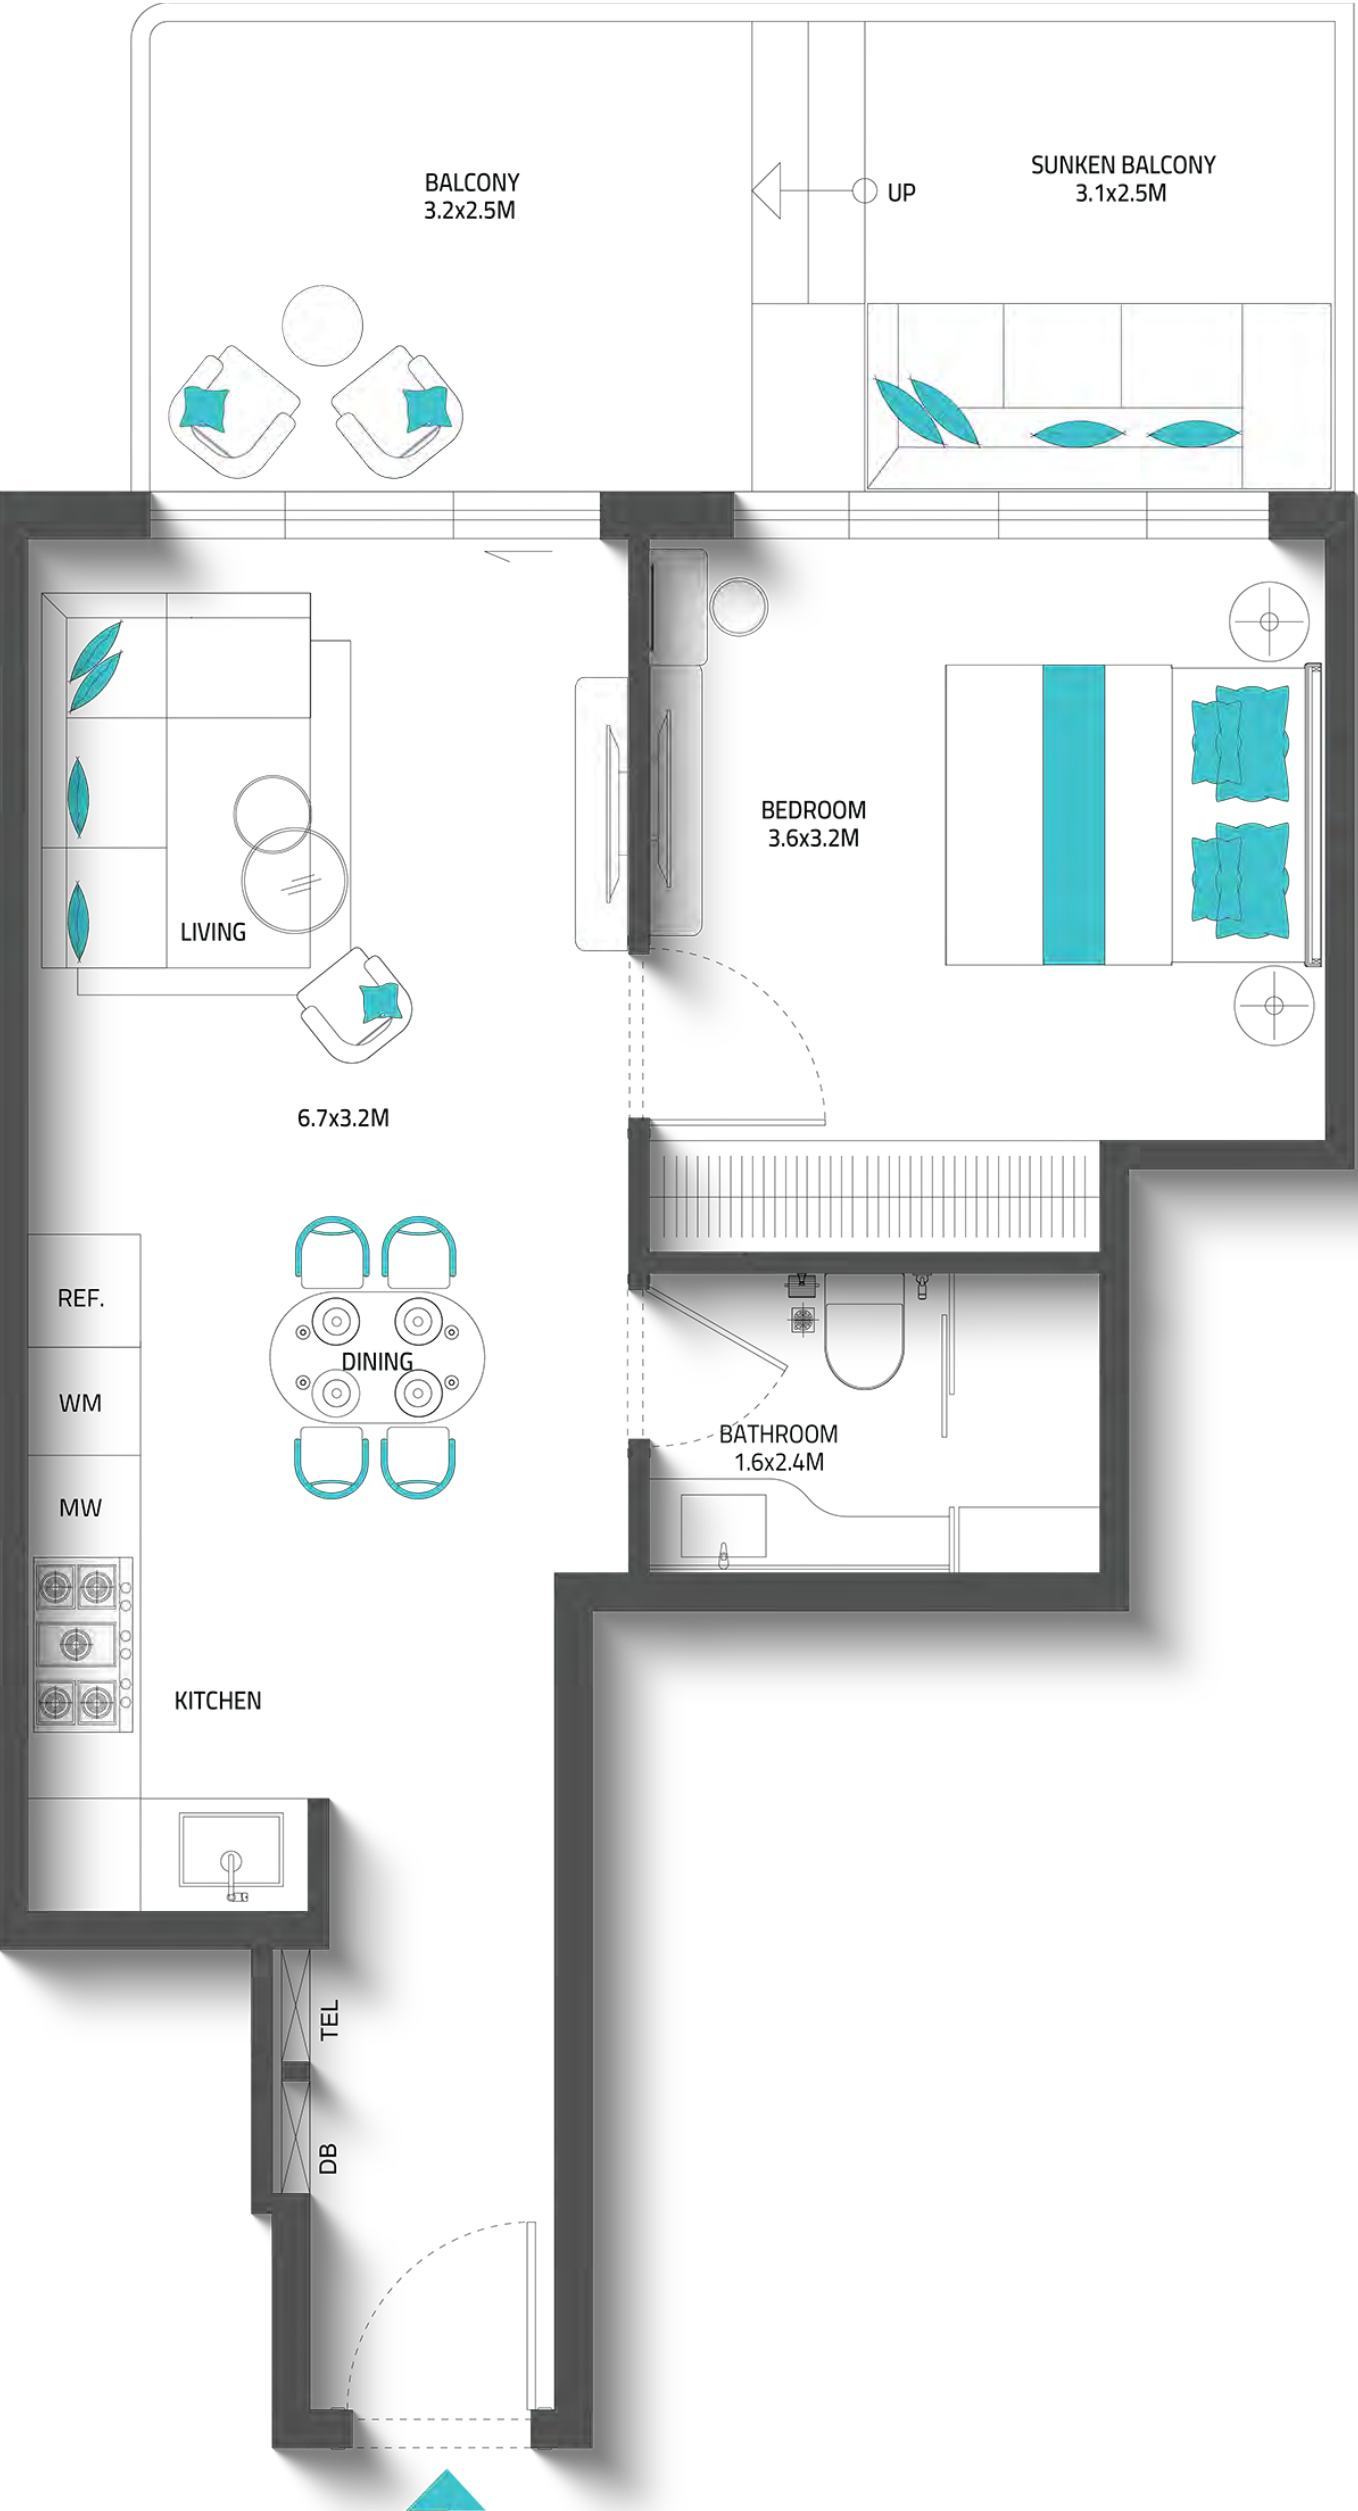 BALCONY
3.2x2.5M
UP
SUNKEN BALCONY
3.1x2.5M
BEDROOM
3.6x3.2M
LIVING
6.7x3.2M
REF.
DINING
WM
MW
BATHROOM
1.6x2.4M
KITCHEN
TEL
DB